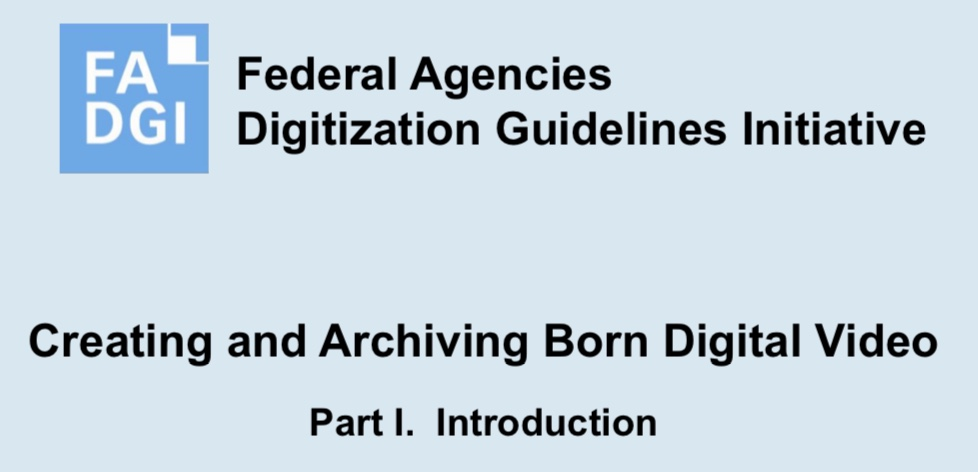 FA
DGI
Federal Agencies
Digitization Guidelines Initiative
Creating and Archiving Born Digital Video
Part I. Introduction